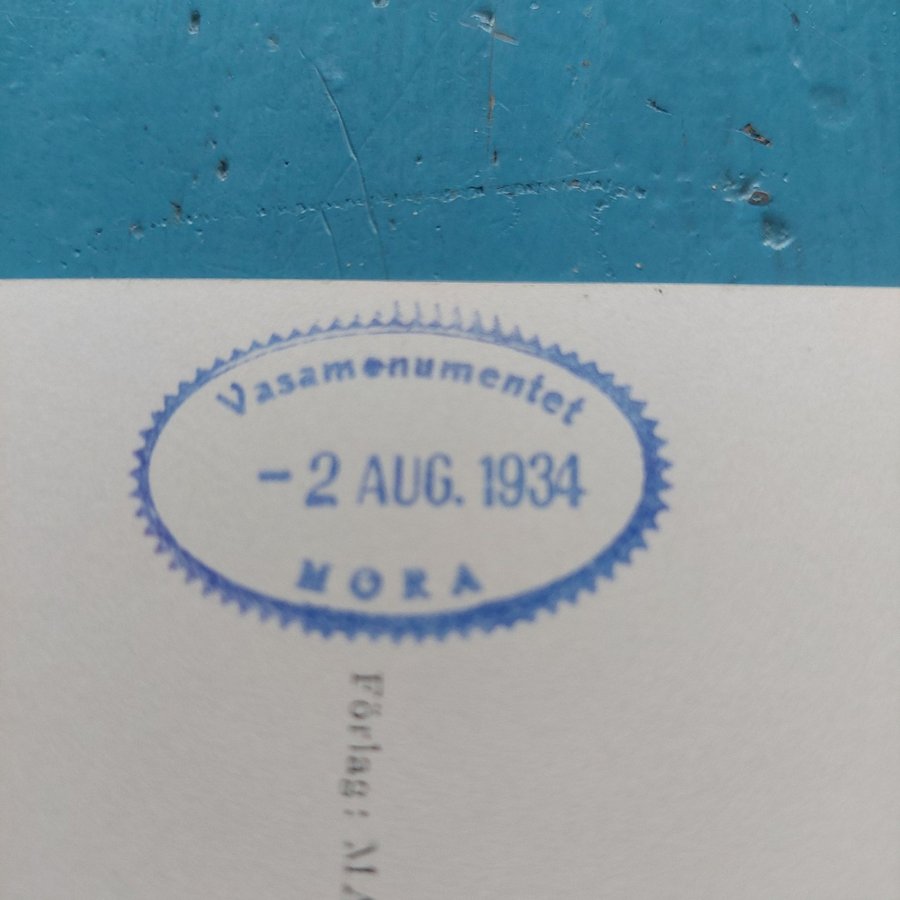 Vasamonumentet
- 2 AUG. 1934
MORA
Förlag: